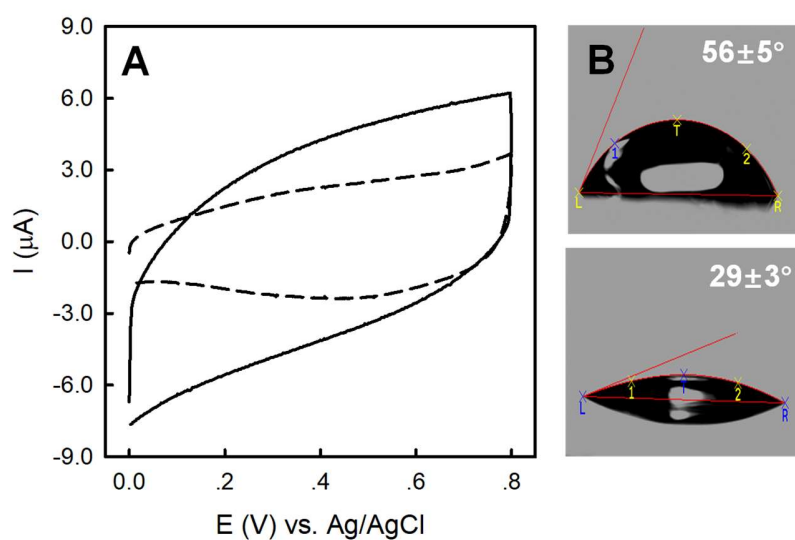 A
9.0
6.0
3.0
0.0
-3.0
-6.0
-9.0
I (μA)
0.0 .2 .4 .6 .8
E (V) vs. Ag/AgCl
B
56±5°
T
1 2
L R
29±3°
1 T 2
L R